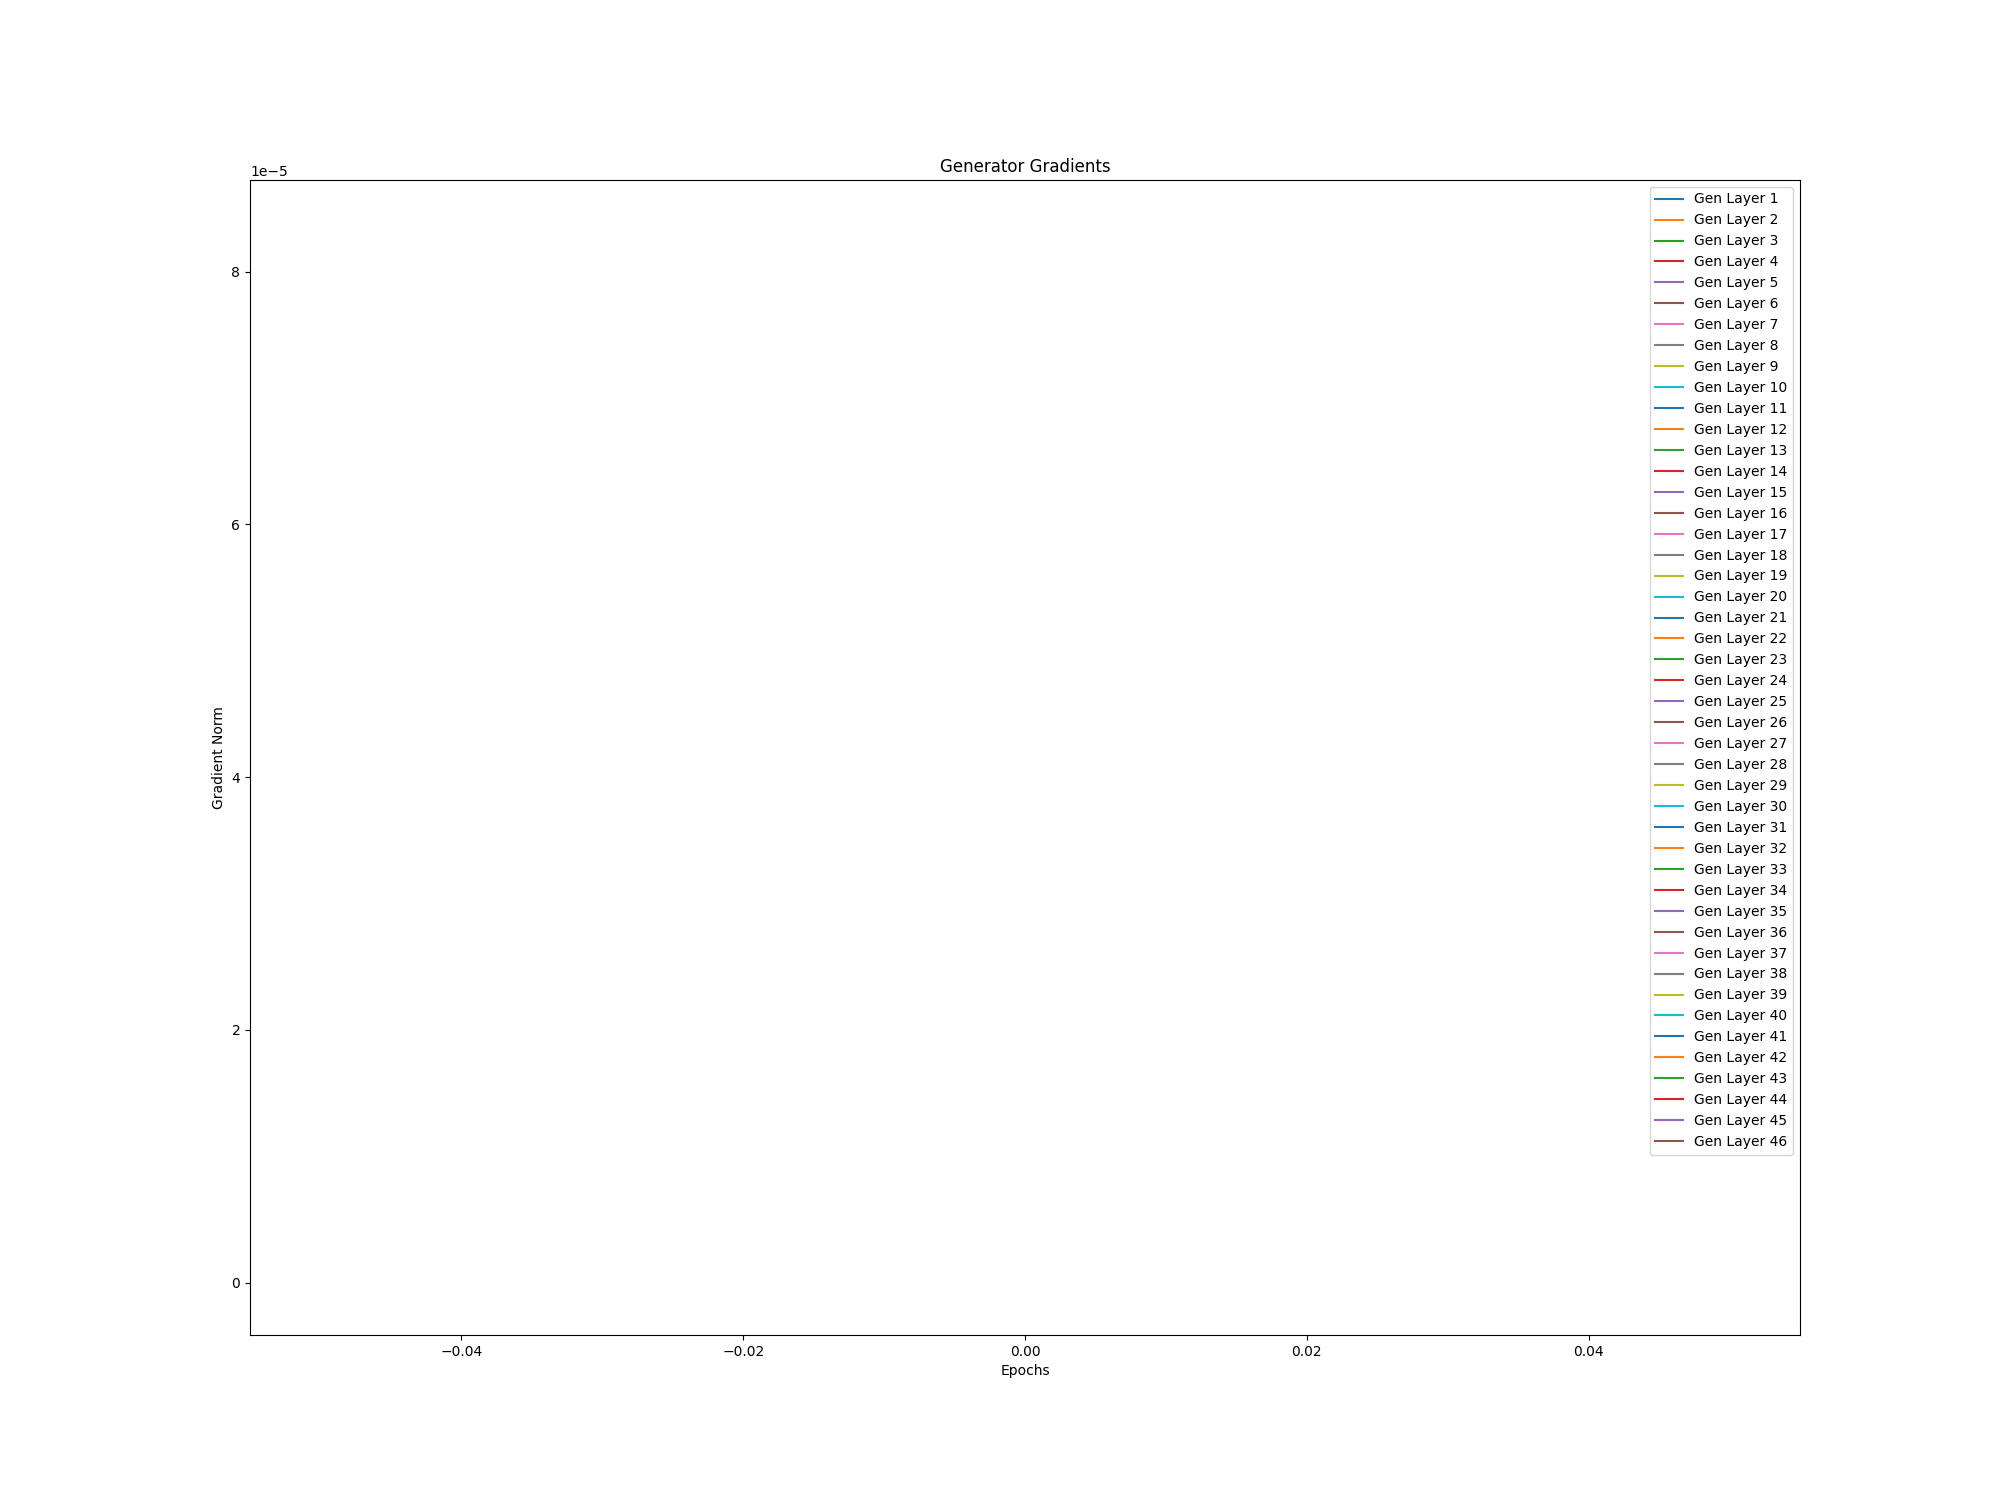 Generator Gradients
1e−5
8
6
4
2
0
Gradient Norm
−0.04
−0.02
0.00
0.02
0.04
Epochs
Gen Layer 1
Gen Layer 2
Gen Layer 3
Gen Layer 4
Gen Layer 5
Gen Layer 6
Gen Layer 7
Gen Layer 8
Gen Layer 9
Gen Layer 10
Gen Layer 11
Gen Layer 12
Gen Layer 13
Gen Layer 14
Gen Layer 15
Gen Layer 16
Gen Layer 17
Gen Layer 18
Gen Layer 19
Gen Layer 20
Gen Layer 21
Gen Layer 22
Gen Layer 23
Gen Layer 24
Gen Layer 25
Gen Layer 26
Gen Layer 27
Gen Layer 28
Gen Layer 29
Gen Layer 30
Gen Layer 31
Gen Layer 32
Gen Layer 33
Gen Layer 34
Gen Layer 35
Gen Layer 36
Gen Layer 37
Gen Layer 38
Gen Layer 39
Gen Layer 40
Gen Layer 41
Gen Layer 42
Gen Layer 43
Gen Layer 44
Gen Layer 45
Gen Layer 46